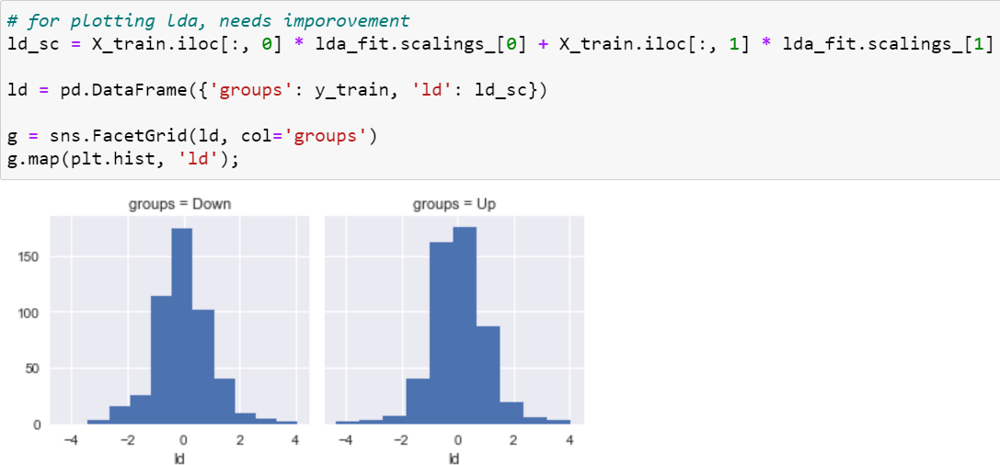 # for plotting lda, needs imporovement
ld_sc = X_train.iloc[:, 0] * lda_fit.scalings_[0] + X_train.iloc[:, 1] * lda_fit.scalings_[1]
ld = pd.DataFrame({'groups': y_train, 'ld': ld_sc})
g = sns.FacetGrid(ld, col='groups')
g.map(plt.hist, 'ld');
groups = Down groups = Up
150
100
50
0
−4 −2 0 2 4 −4 −2 0 2 4
ld ld